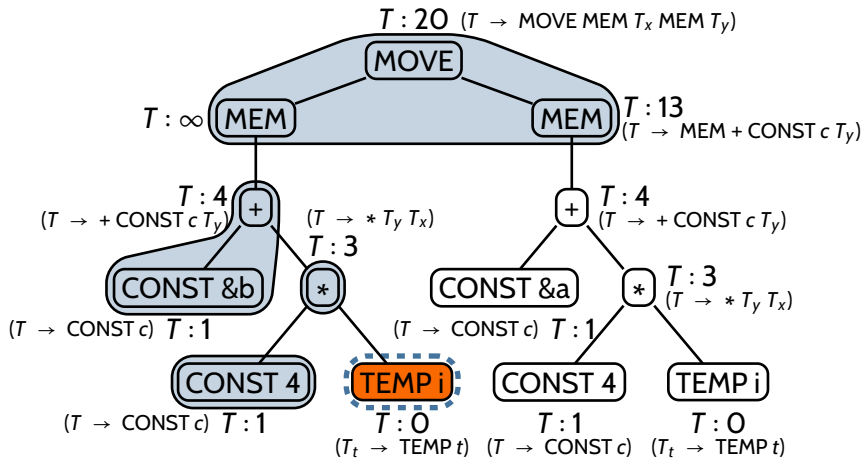 T : 20 (T → MOVE MEM Tx MEM Ty)
MOVE
T : ∞ MEM
MEM T : 13
(T → MEM + CONST c Ty)
T : 4
(T → + CONST c Ty)
+
(T → * Ty Tx)
T : 3
+
T : 4
(T → + CONST c Ty)
CONST &b
*
CONST &a
*
T : 3
(T → * Ty Tx)
(T → CONST c) T : 1
(T → CONST c) T : 1
CONST 4
TEMP i
CONST 4
TEMP i
(T → CONST c) T : 1
T : 0
(Tt → TEMP t)
T : 1
(T → CONST c)
T : 0
(Tt → TEMP t)